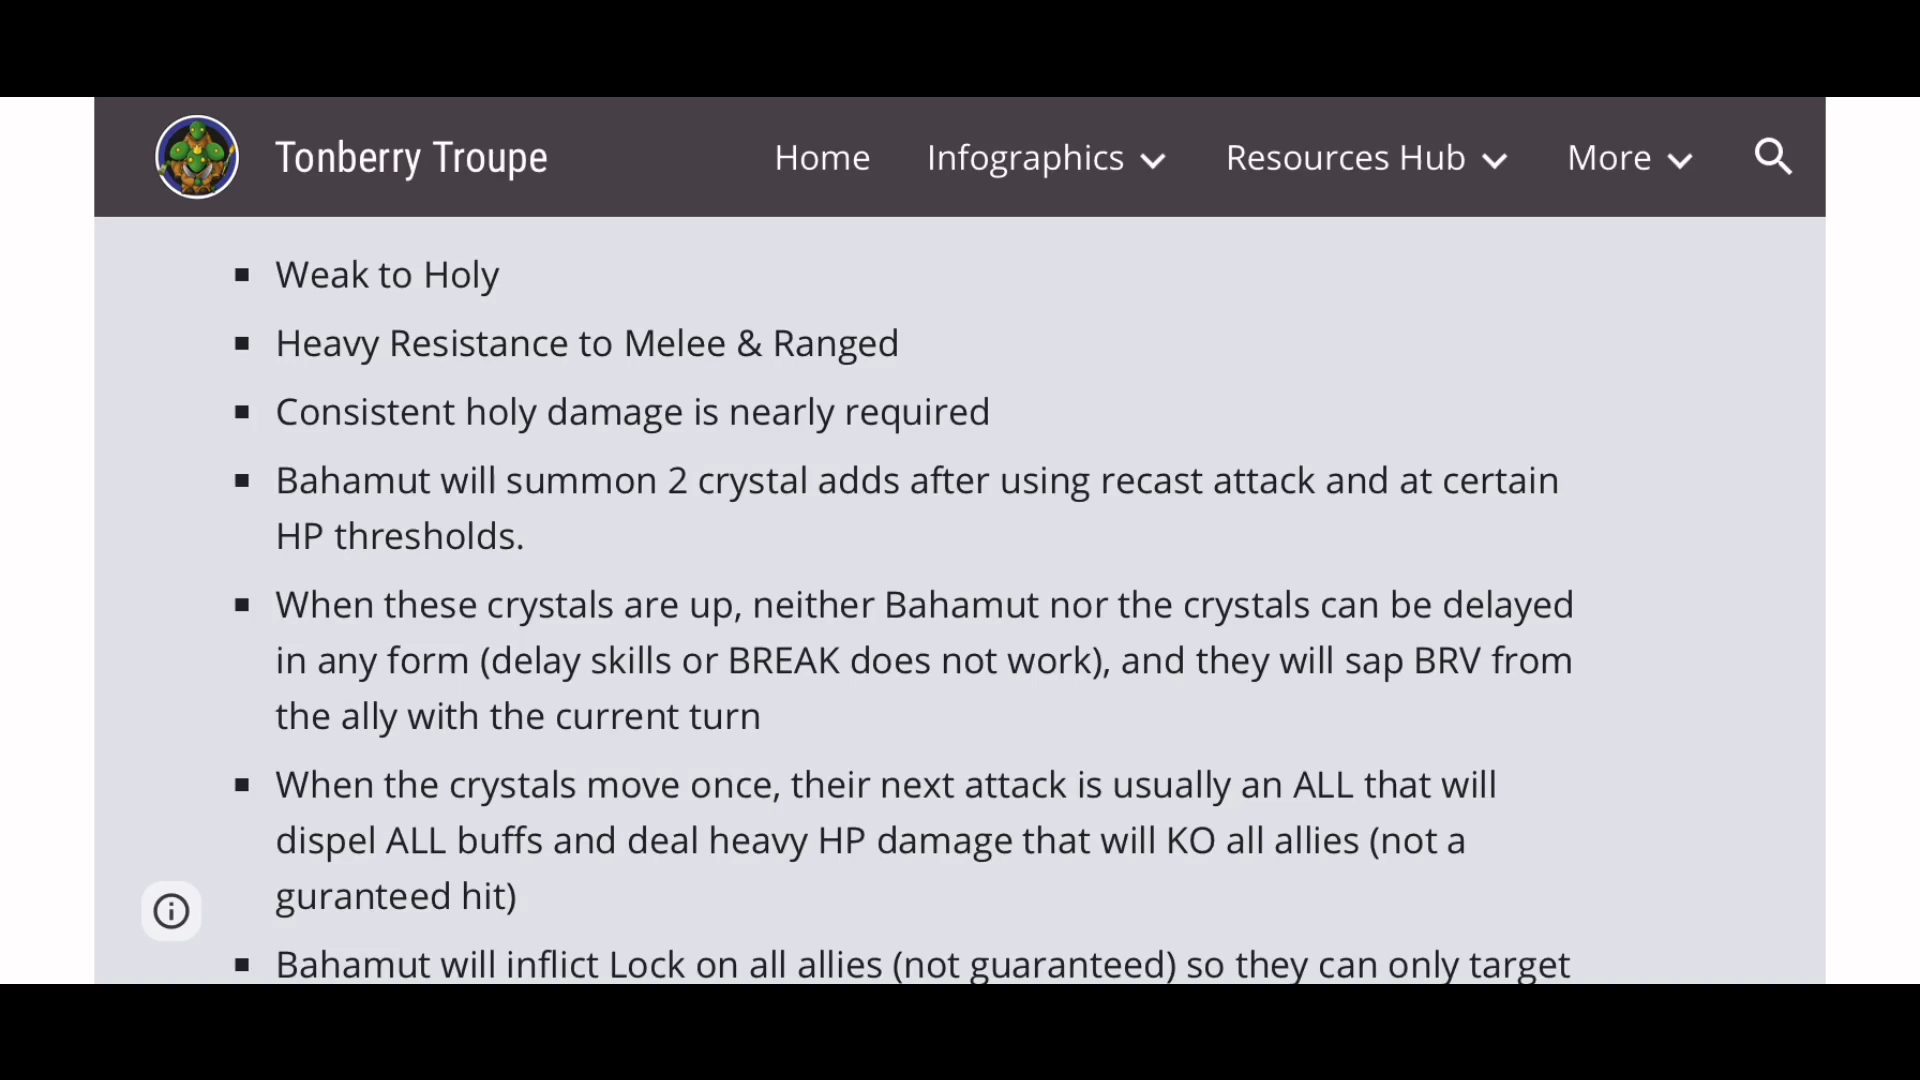 Tonberry Troupe
Home
Infographics
Resources Hub
More
Weak to Holy
Heavy Resistance to Melee & Ranged
Consistent holy damage is nearly required
Bahamut will summon 2 crystal adds after using recast attack and at certain
HP thresholds.
When these crystals are up, neither Bahamut nor the crystals can be delayed
in any form (delay skills or BREAK does not work), and they will sap BRV from
the ally with the current turn
When the crystals move once, their next attack is usually an ALL that will
dispel ALL buffs and deal heavy HP damage that will KO all allies (not a
guranteed hit)
Bahamut will inflict Lock on all allies (not guaranteed) so they can only target